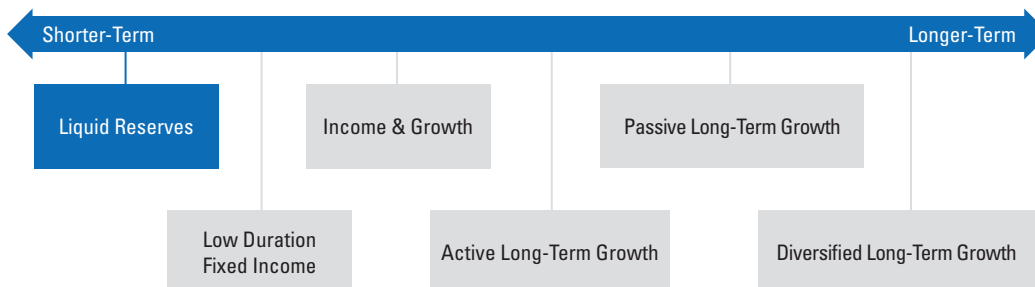 Shorter-Term
Longer-Term
Liquid Reserves
Income & Growth
Passive Long-Term Growth
Low Duration
Fixed Income
Active Long-Term Growth
Diversified Long-Term Growth